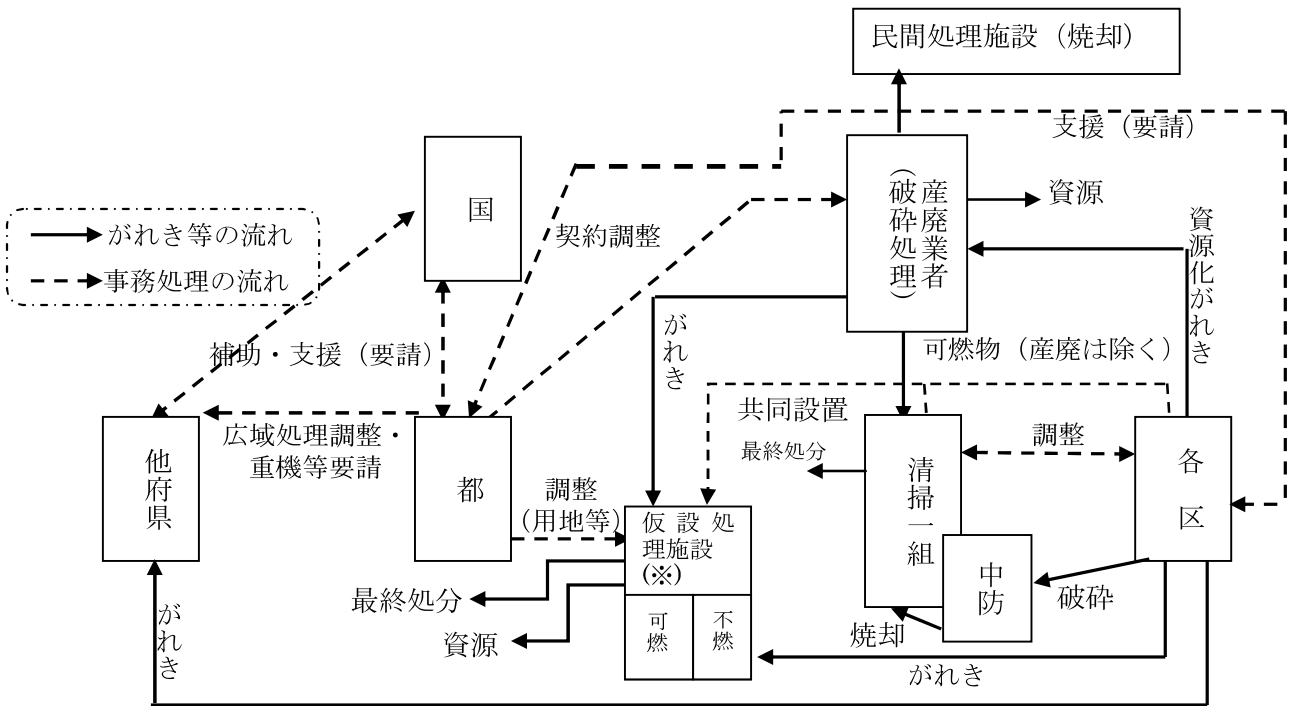 民間処理施設（焼却）
支援（要請）
国
産廃業者
（破砕処理）
資源
資源化がれき
がれき等の流れ
事務処理の流れ
契約調整
がれき
補助・支援（要請）
可燃物（産廃は除く）
共同設置
最終処分
広域処理調整・
重機等要請
他府県
都
調整
（用地等）
清掃一組
調整
各区
仮設処
理施設
(※)
可燃
不燃
中防
破砕
最終処分
資源
焼却
がれき
がれき